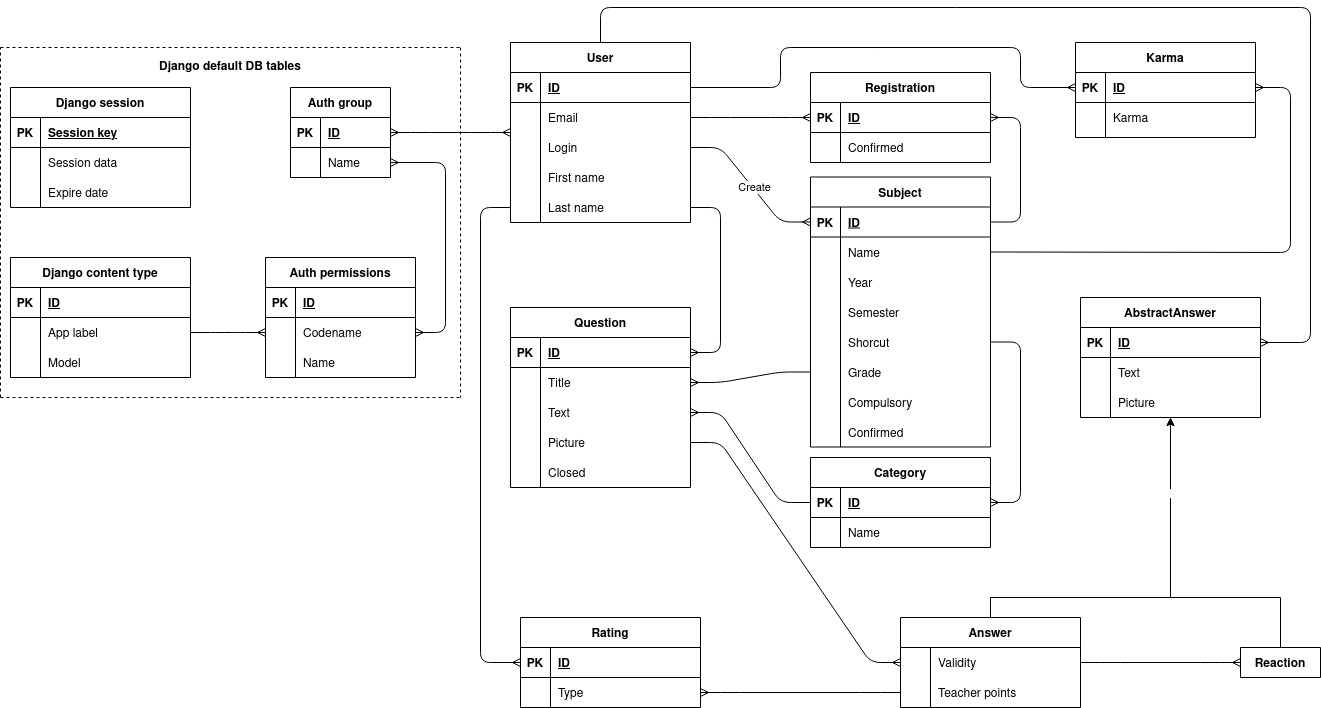 Django default DB tables
Django session
PK Session key
Session data
Expire date
Auth group
PK ID
Name
Django content type
PK ID
App label
Model
Auth permissions
PK ID
Codename
Name
User
PK ID
Email
Login
First name
Last name
Create
Registration
PK ID
Confirmed
Karma
PK ID
Karma
Subject
PK ID
Name
Year
Semester
Shorcut
Grade
Compulsory
Confirmed
Question
PK ID
Title
Text
Picture
Closed
AbstractAnswer
PK ID
Text
Picture
Category
PK ID
Name
Rating
PK ID
Type
Answer
Validity
Teacher points
Reaction